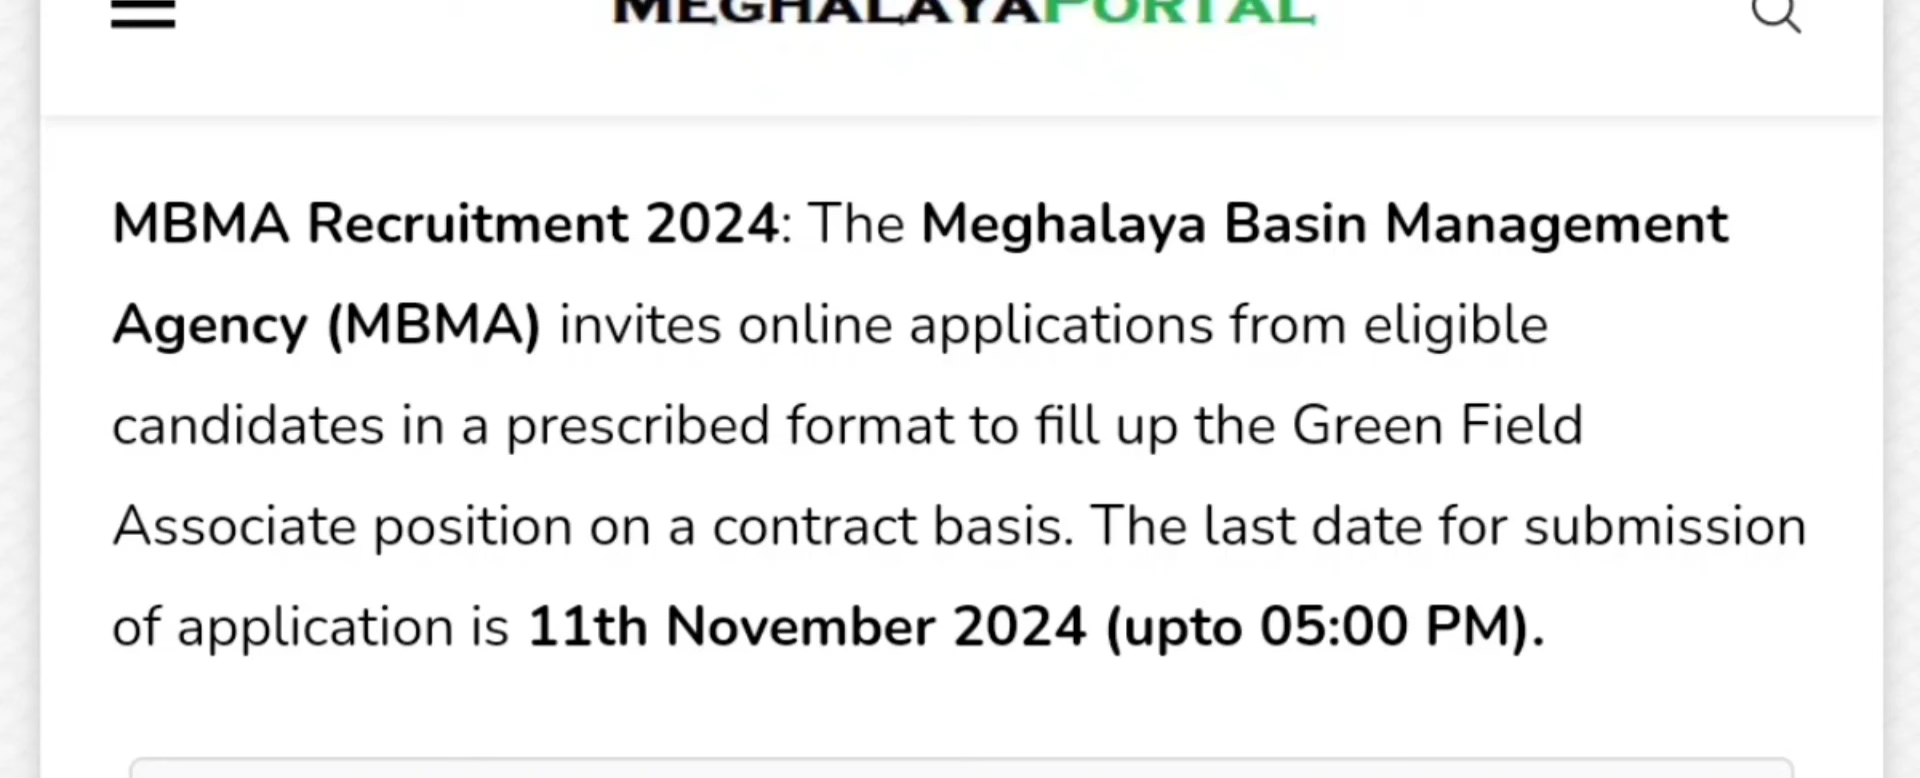 MEGHALAYAPORTAL
MBMA Recruitment 2024: The Meghalaya Basin Management
Agency (MBMA) invites online applications from eligible
candidates in a prescribed format to fill up the Green Field
Associate position on a contract basis. The last date for submission
of application is 11th November 2024 (upto 05:00 PM).